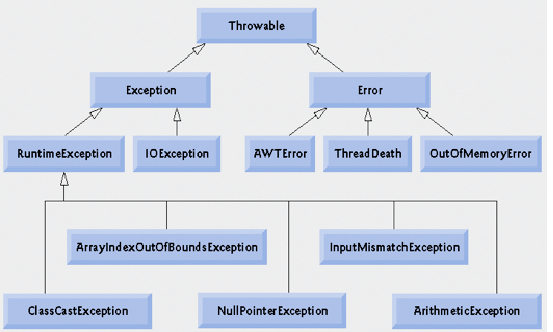 Throwable
Exception
Error
RuntimeException
IOException
AWTError
ThreadDeath
OutOfMemoryError
ArrayIndexOutOfBoundsException
InputMismatchException
ClassCastException
NullPointerException
ArithmeticException